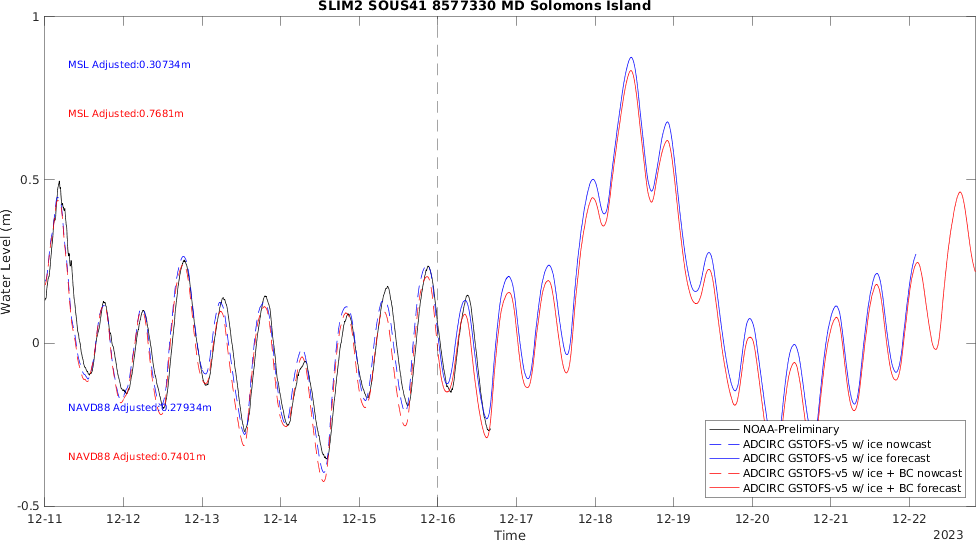 SLIM2 SOUS41 8577330 MD Solomons Island
1
MSL Adjusted:0.30734m
MSL Adjusted:0.7681m
0.5
Water Level (m)
0
NAVD88 Adjusted:0.27934m
NAVD88 Adjusted:0.7401m
-0.5
NOAA-Preliminary
ADCIRC GSTOFS-v5 w/ ice nowcast
ADCIRC GSTOFS-v5 w/ ice forecast
ADCIRC GSTOFS-v5 w/ ice + BC nowcast
ADCIRC GSTOFS-v5 w/ ice + BC forecast
12-11 12-12 12-13 12-14 12-15 12-16 12-17 12-18 12-19 12-20 12-21 12-22
Time
2023